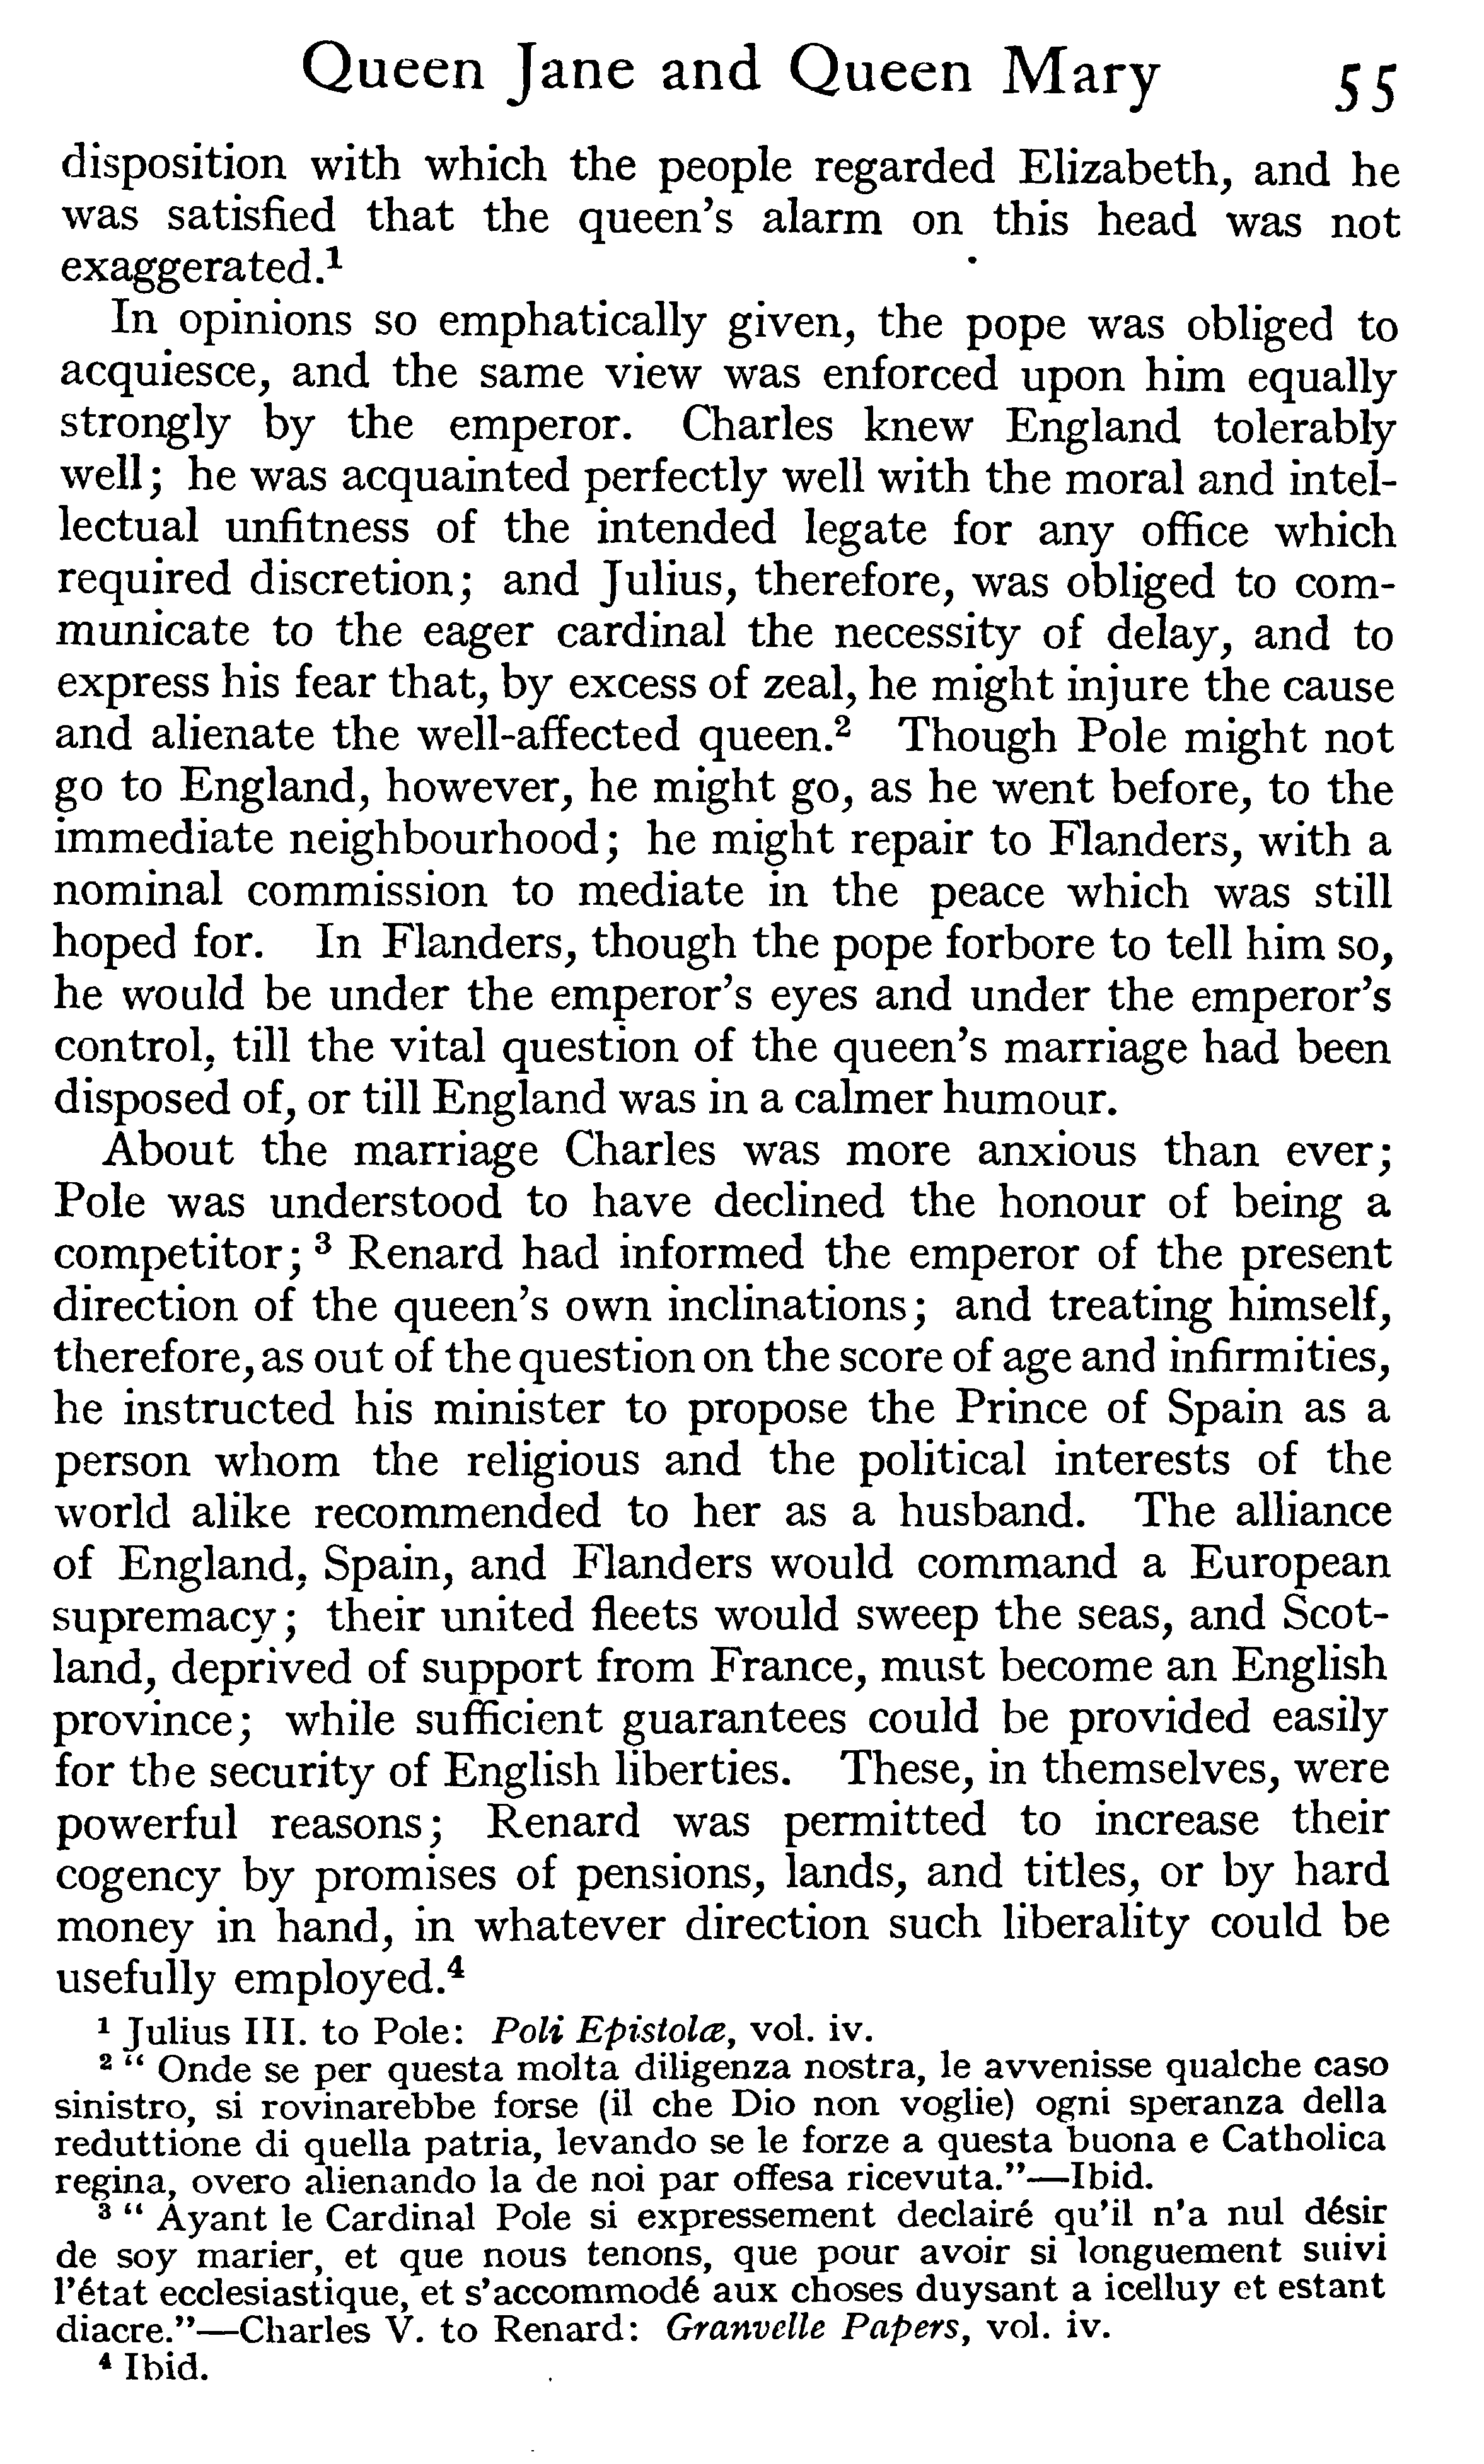 Queen Jane and Queen Mary 55
disposition with which the people regarded Elizabeth, and he
was satisfied that the queen's alarm on this head was not
exaggerated.¹
In opinions so emphatically given, the pope was obliged to
acquiesce, and the same view was enforced upon him equally
strongly by the emperor. Charles knew England tolerably
well; he was acquainted perfectly well with the moral and intel-
lectual unfitness of the intended legate for any office which
required discretion; and Julius, therefore, was obliged to com-
municate to the eager cardinal the necessity of delay, and to
express his fear that, by excess of zeal, he might injure the cause
and alienate the well-affected queen.² Though Pole might not
go to England, however, he might go, as he went before, to the
immediate neighbourhood; he might repair to Flanders, with a
nominal commission to mediate in the peace which was still
hoped for. In Flanders, though the pope forbore to tell him so,
he would be under the emperor's eyes and under the emperor's
control, till the vital question of the queen's marriage had been
disposed of, or till England was in a calmer humour.
About the marriage Charles was more anxious than ever;
Pole was understood to have declined the honour of being a
competitor;³ Renard had informed the emperor of the present
direction of the queen's own inclinations; and treating himself,
therefore, as out of the question on the score of age and infirmities,
he instructed his minister to propose the Prince of Spain as a
person whom the religious and the political interests of the
world alike recommended to her as a husband. The alliance
of England, Spain, and Flanders would command a European
supremacy; their united fleets would sweep the seas, and Scot-
land, deprived of support from France, must become an English
province; while sufficient guarantees could be provided easily
for the security of English liberties. These, in themselves, were
powerful reasons; Renard was permitted to increase their
cogency by promises of pensions, lands, and titles, or by hard
money in hand, in whatever direction such liberality could be
usefully employed.⁴
¹ Julius III. to Pole: Poli Epistolæ, vol. iv.
² "Onde se per questa molta diligenza nostra, le avvenisse qualche caso
sinistro, si rovinarebbe forse (il che Dio non voglie) ogni speranza della
reduttione di quella patria, levando se le forze a questa buona e Catholica
regina, overo alienando la de noi par offesa ricevuta."—Ibid.
³ "Ayant le Cardinal Pole si expressement declairé qu'il n'a nul désir
de soy marier, et que nous tenons, que pour avoir si longuement suivi
l'état ecclesiastique, et s'accommodé aux choses duysant a icelluy et estant
diacre."—Charles V. to Renard: Granvelle Papers, vol. iv.
⁴ Ibid.